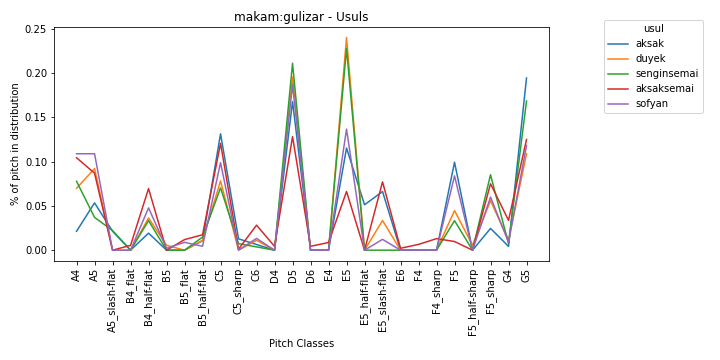 makam:gulizar - Usuls
usul
aksak
duyek
senginsemai
aksaksemai
sofyan
% of pitch in distribution
0.25
0.20
0.15
0.10
0.05
0.00
A4
A5
A5_slash-flat
B4_flat
B4_half-flat
B5
B5_flat
B5_half-flat
C5
C5_sharp
C6
D4
D5
D6
E4
E5
E5_half-flat
E5_slash-flat
E6
F4
F4_sharp
F5
F5_half-sharp
F5_sharp
G4
G5
Pitch Classes